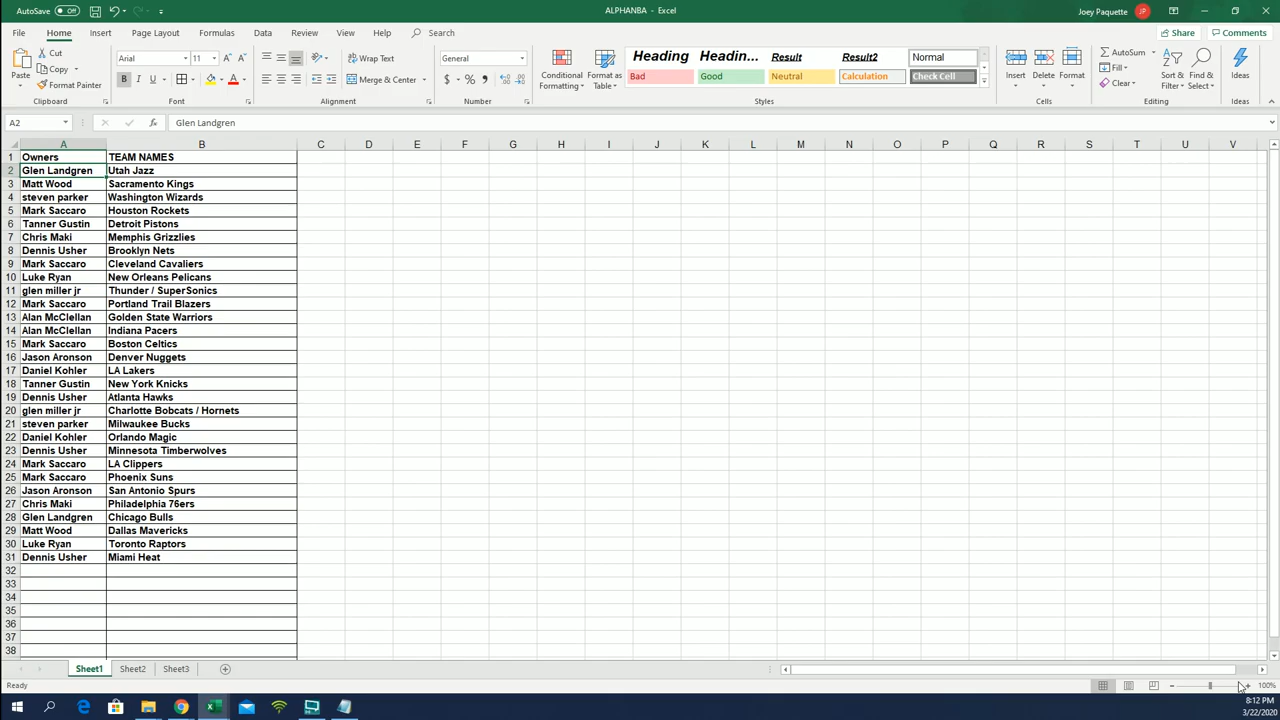 AutoSave Off ALPHANBA - Excel Joey Paquette JP
File Home Insert Page Layout Formulas Data Review View Help Search Share Comments
Paste Cut Copy Format Painter Clipboard
Arial 11 B I U A A A Font
Wrap Text Merge & Center Alignment
General $ % , Number
Conditional Formatting Format as Table
Heading Headin... Result Result2 Normal
Bad Good Neutral Calculation Check Cell
Styles
Insert Delete Format Cells
AutoSum Fill Clear Sort & Filter Find & Select Editing
Ideas Ideas
A2 fx Glen Landgren
A B C D E F G H I J K L M N O P Q R S T U V
1 Owners TEAM NAMES
2 Glen Landgren Utah Jazz
3 Matt Wood Sacramento Kings
4 steven parker Washington Wizards
5 Mark Saccaro Houston Rockets
6 Tanner Gustin Detroit Pistons
7 Chris Maki Memphis Grizzlies
8 Dennis Usher Brooklyn Nets
9 Mark Saccaro Cleveland Cavaliers
10 Luke Ryan New Orleans Pelicans
11 glen miller jr Thunder / SuperSonics
12 Mark Saccaro Portland Trail Blazers
13 Alan McClellan Golden State Warriors
14 Alan McClellan Indiana Pacers
15 Mark Saccaro Boston Celtics
16 Jason Aronson Denver Nuggets
17 Daniel Kohler LA Lakers
18 Tanner Gustin New York Knicks
19 Dennis Usher Atlanta Hawks
20 glen miller jr Charlotte Bobcats / Hornets
21 steven parker Milwaukee Bucks
22 Daniel Kohler Orlando Magic
23 Dennis Usher Minnesota Timberwolves
24 Mark Saccaro LA Clippers
25 Mark Saccaro Phoenix Suns
26 Jason Aronson San Antonio Spurs
27 Chris Maki Philadelphia 76ers
28 Glen Landgren Chicago Bulls
29 Matt Wood Dallas Mavericks
30 Luke Ryan Toronto Raptors
31 Dennis Usher Miami Heat
32
33
34
35
36
37
38
Sheet1 Sheet2 Sheet3
Ready 100%
8:12 PM
3/22/2020